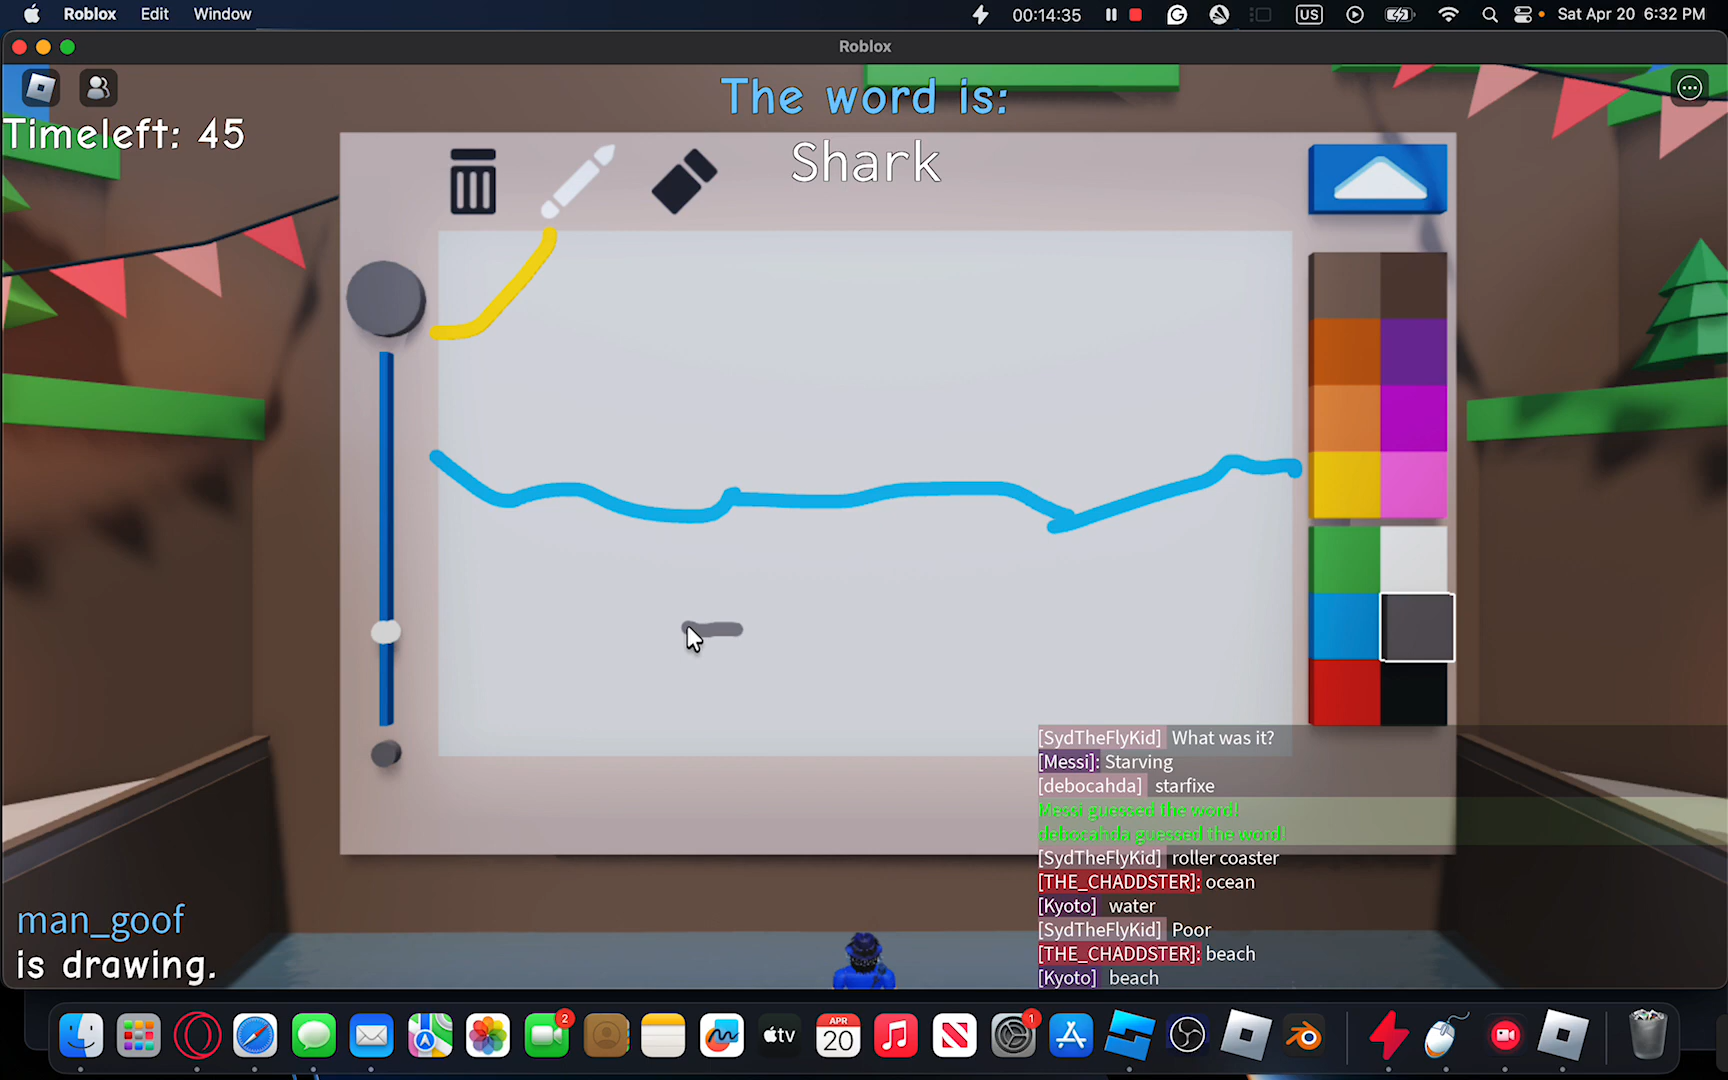 Roblox Edit Window 00:14:35 US Sat Apr 20 6:32 PM
Roblox
The word is:
Timeleft: 45
Shark
[SydTheFlyKid] What was it?
[Messi]: Starving
[debocahda] starfixe
Messi guessed the word!
debocahda guessed the word!
[SydTheFlyKid] roller coaster
[THE_CHADDSTER]: ocean
[Kyoto] water
[SydTheFlyKid] Poor
[THE_CHADDSTER]: beach
[Kyoto] beach
man_goof
is drawing.
2
tv
APR
20
1